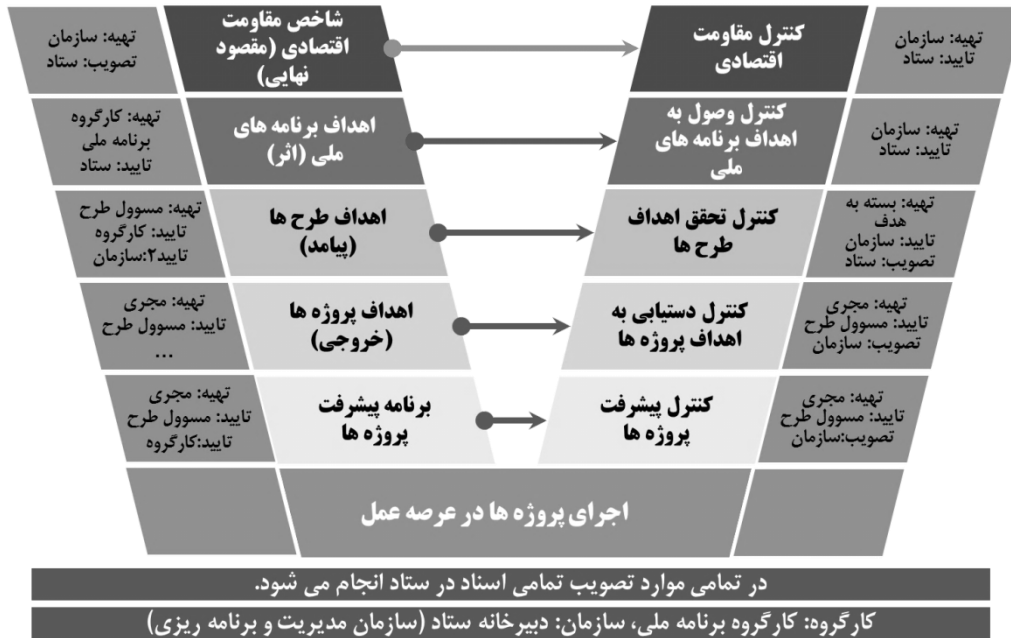 تهیه: سازمان
تصویب: ستاد
شاخص مقاومت
اقتصادی (مقصود
نهایی)
کنترل مقاومت
اقتصادی
تهیه: سازمان
تایید: ستاد
تهیه: کارگروه
برنامه ملی
تایید: ستاد
اهداف برنامه های
ملی (اثر)
کنترل وصول به
اهداف برنامه های
ملی
تهیه: سازمان
تایید: ستاد
تهیه: مسوول طرح
تایید: کارگروه
تایید۲:سازمان
اهداف طرح ها
(پیامد)
کنترل تحقق اهداف
طرح ها
تهیه: بسته به
هدف
تایید: سازمان
تصویب: ستاد
تهیه: مجری
تایید: مسوول طرح
...
اهداف پروژه ها
(خروجی)
کنترل دستیابی به
اهداف پروژه ها
تهیه: مجری
تایید: مسوول طرح
تصویب: سازمان
تهیه: مجری
تایید: مسوول طرح
تایید:کارگروه
برنامه پیشرفت
پروژه ها
کنترل پیشرفت
پروژه ها
تهیه: مجری
تایید: مسوول طرح
تصویب:سازمان
اجرای پروژه ها در عرصه عمل
در تمامی موارد تصویب تمامی اسناد در ستاد انجام می شود.
کارگروه: کارگروه برنامه ملی، سازمان: دبیرخانه ستاد (سازمان مدیریت و برنامه ریزی)